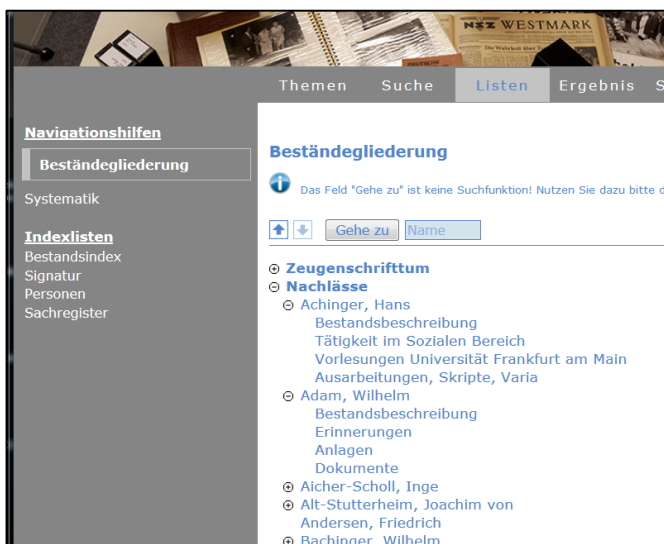 NSZ WESTMARK
Themen Suche Listen Ergebnis S
Navigationshilfen
Beständegliederung
Systematik
Indexlisten
Bestandsindex
Signatur
Personen
Sachregister
Beständegliederung
Das Feld "Gehe zu" ist keine Suchfunktion! Nutzen Sie dazu bitte d
Gehe zu Name
Zeugenschrifttum
Nachlässe
Achinger, Hans
Bestandsbeschreibung
Tätigkeit im Sozialen Bereich
Vorlesungen Universität Frankfurt am Main
Ausarbeitungen, Skripte, Varia
Adam, Wilhelm
Bestandsbeschreibung
Erinnerungen
Anlagen
Dokumente
Aicher-Scholl, Inge
Alt-Stutterheim, Joachim von
Andersen, Friedrich
Bachinger, Wilhelm